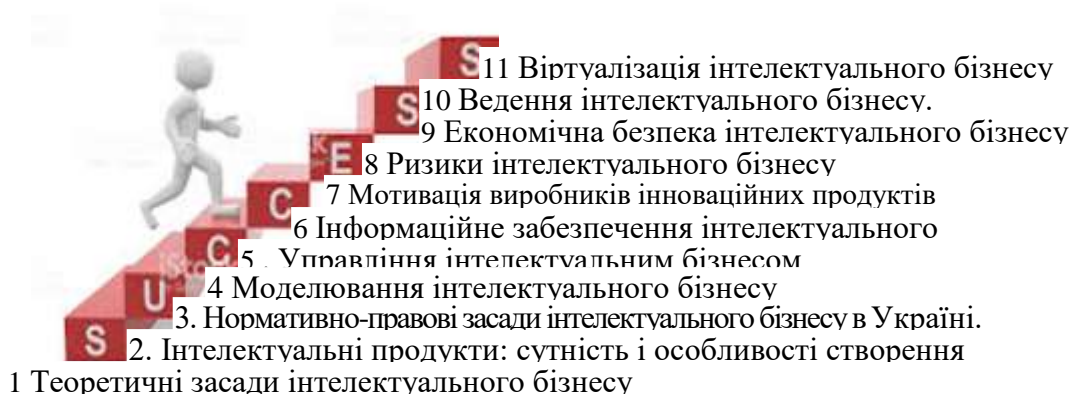 11 Віртуалізація інтелектуального бізнесу
10 Ведення інтелектуального бізнесу.
9 Економічна безпека інтелектуального бізнесу
8 Ризики інтелектуального бізнесу
7 Мотивація виробників інноваційних продуктів
6 Інформаційне забезпечення інтелектуального
5 . Управління інтелектуальним бізнесом
4 Моделювання інтелектуального бізнесу
3. Нормативно-правові засади інтелектуального бізнесу в Україні.
2. Інтелектуальні продукти: сутність і особливості створення
1 Теоретичні засади інтелектуального бізнесу
S
U
C
C
E
S
S